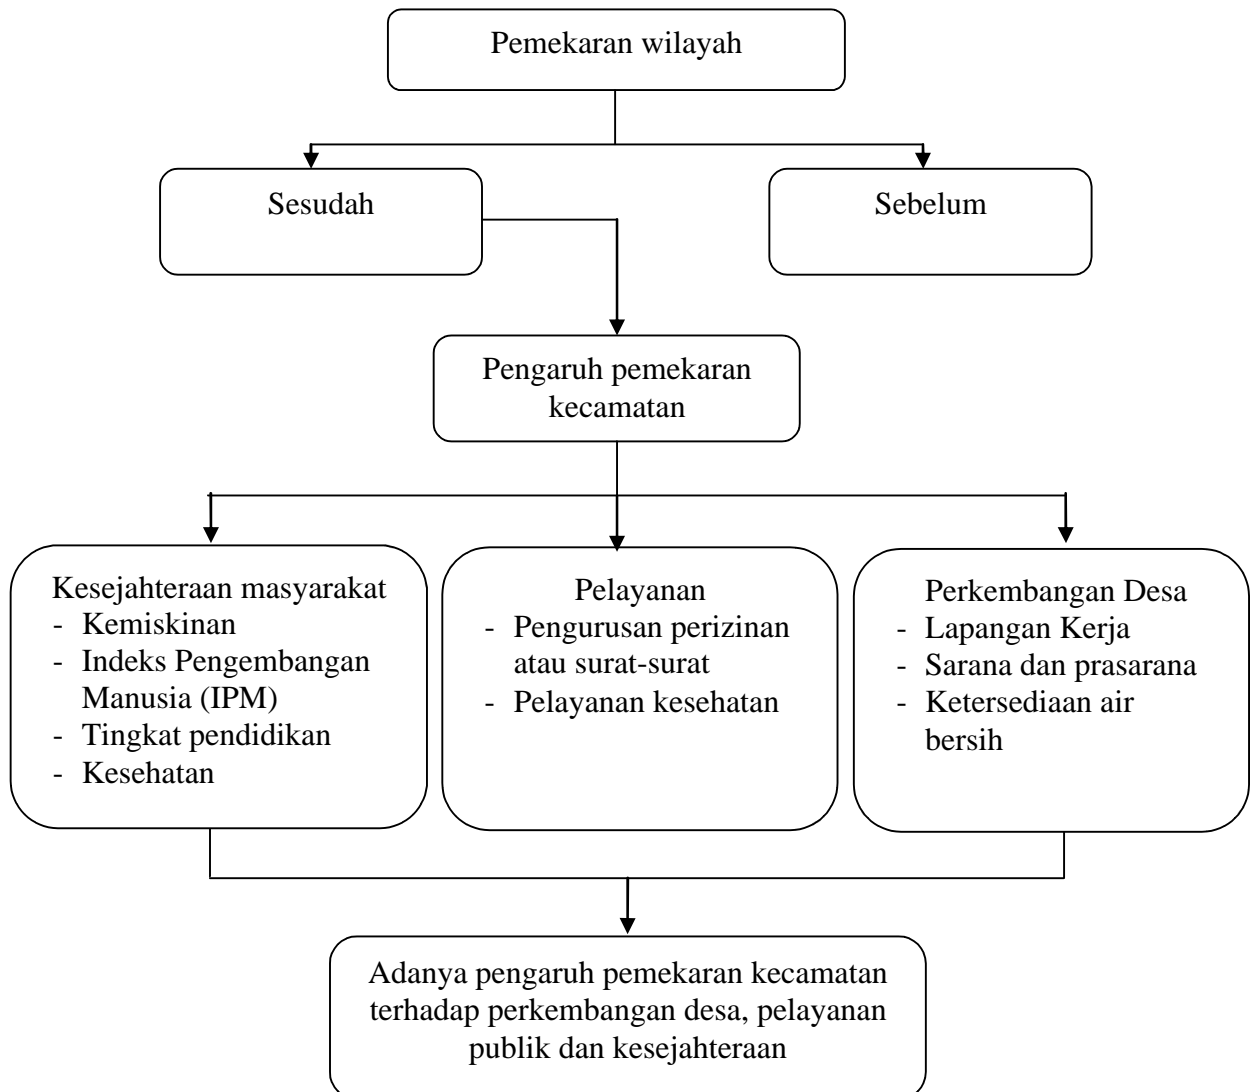 Pemekaran wilayah
Sesudah
Sebelum
Pengaruh pemekaran
kecamatan
Kesejahteraan masyarakat
- Kemiskinan
- Indeks Pengembangan
Manusia (IPM)
- Tingkat pendidikan
- Kesehatan
Pelayanan
- Pengurusan perizinan
atau surat-surat
- Pelayanan kesehatan
Perkembangan Desa
- Lapangan Kerja
- Sarana dan prasarana
- Ketersediaan air
bersih
Adanya pengaruh pemekaran kecamatan
terhadap perkembangan desa, pelayanan
publik dan kesejahteraan